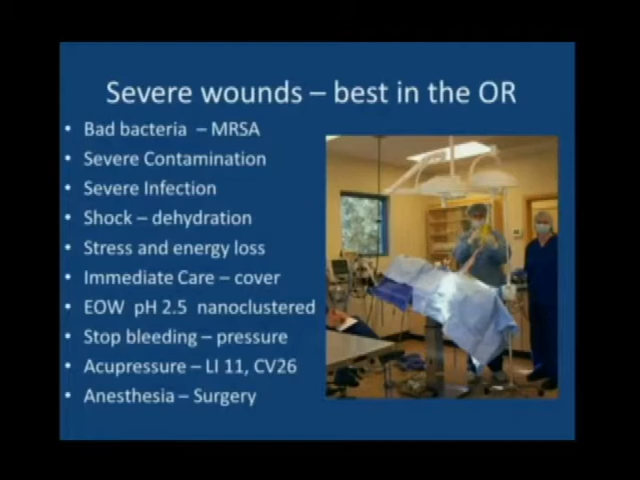 Severe wounds – best in the OR
• Bad bacteria – MRSA
• Severe Contamination
• Severe Infection
• Shock – dehydration
• Stress and energy loss
• Immediate Care – cover
• EOW pH 2.5 nanoclustered
• Stop bleeding – pressure
• Acupressure – LI 11, CV26
• Anesthesia – Surgery